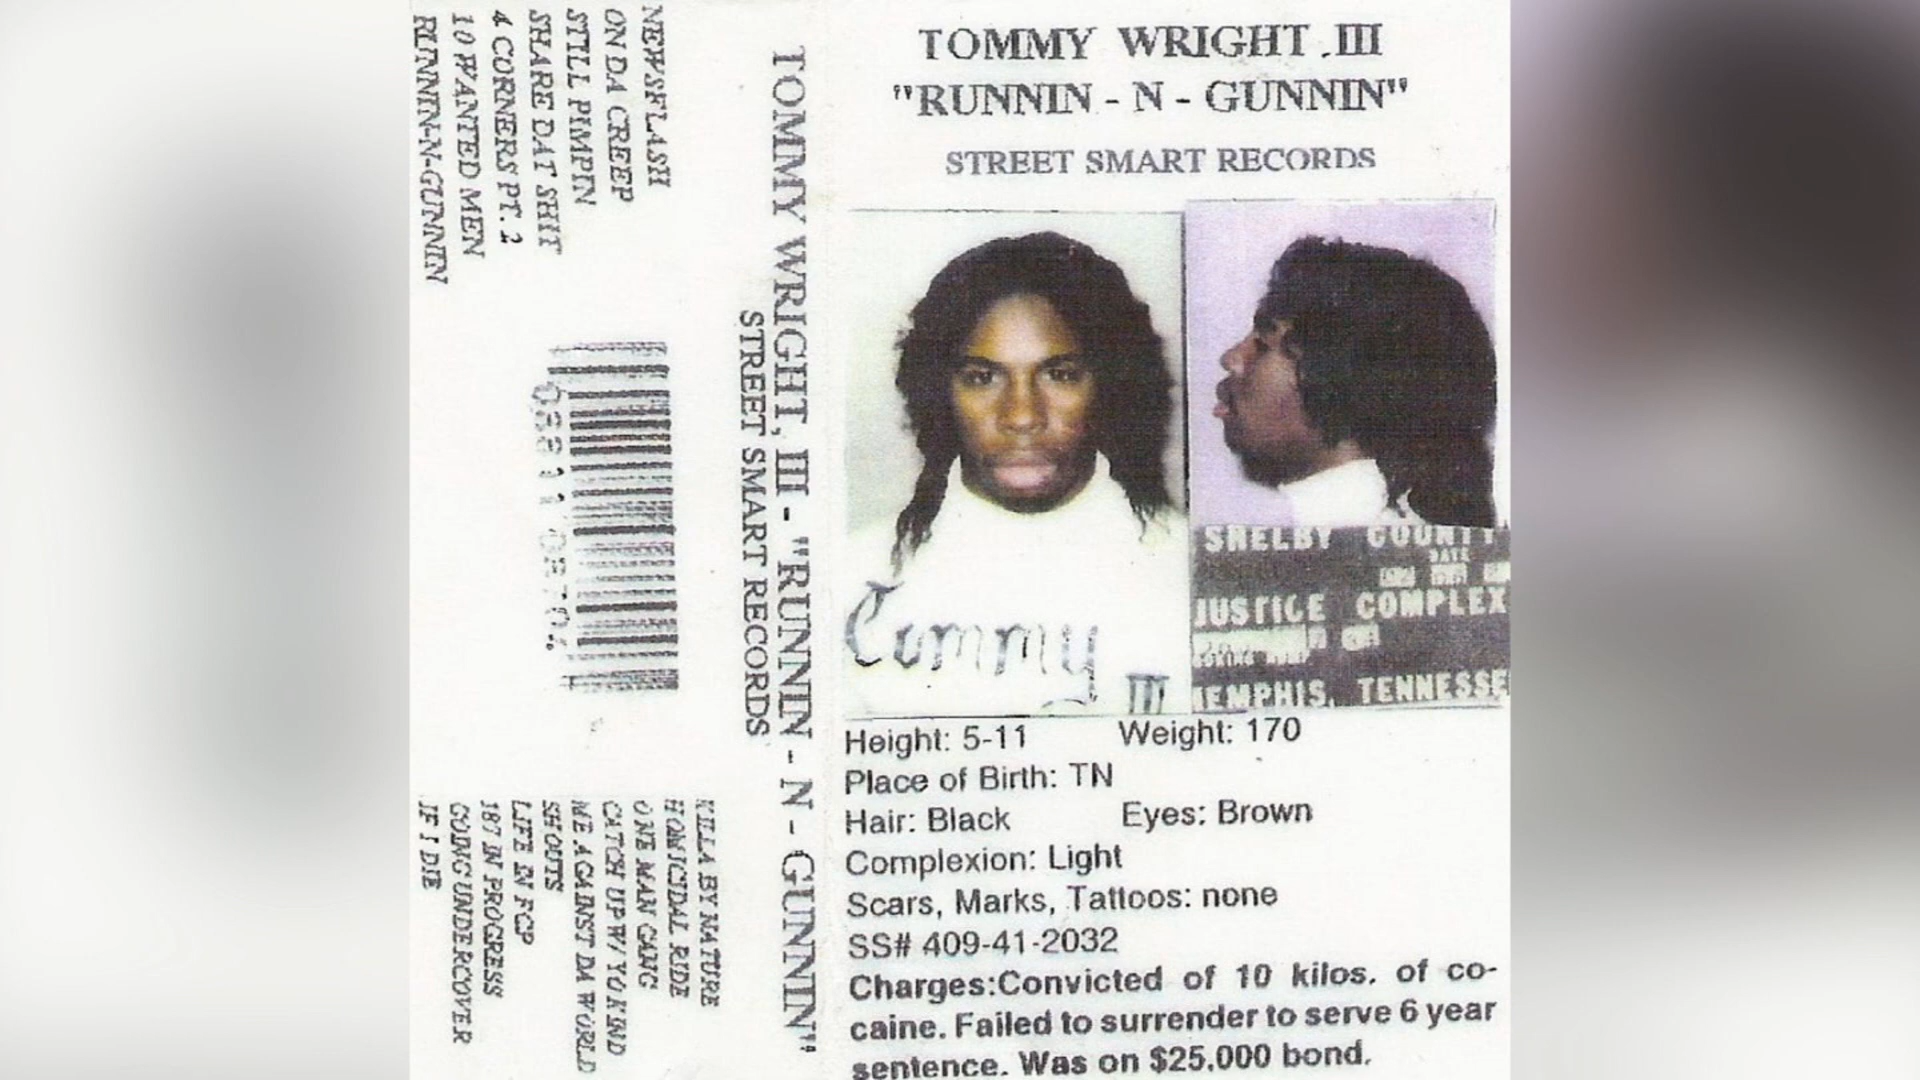 NEWSFLASH
ON DA CREEP
STILL PIMPIN
SHARE DAT SHIT
4 CORNERS PT. 2
10 WANTED MEN
RUNNIN-N-GUNNIN
KILLA BY NATURE
HOMICIDAL RIDE
ONE MAN GANG
CATCH UP W/ YO KIND
ME AGAINST DA WORLD
SHOUTS
LIFE IN FCP
187 IN PROGRESS
GOING UNDERCOVER
IF I DIE
TOMMY WRIGHT, III - "RUNNIN - N - GUNNIN"
STREET SMART RECORDS
TOMMY WRIGHT .III
"RUNNIN - N - GUNNIN"
STREET SMART RECORDS
Tommy
III
SHELBY COUNTY
DATE
JUSTICE COMPLEX
MEMPHIS, TENNESSE
Height: 5-11 Weight: 170
Place of Birth: TN
Hair: Black Eyes: Brown
Complexion: Light
Scars, Marks, Tattoos: none
SS# 409-41-2032
Charges:Convicted of 10 kilos. of co-
caine. Failed to surrender to serve 6 year
sentence. Was on $25,000 bond.